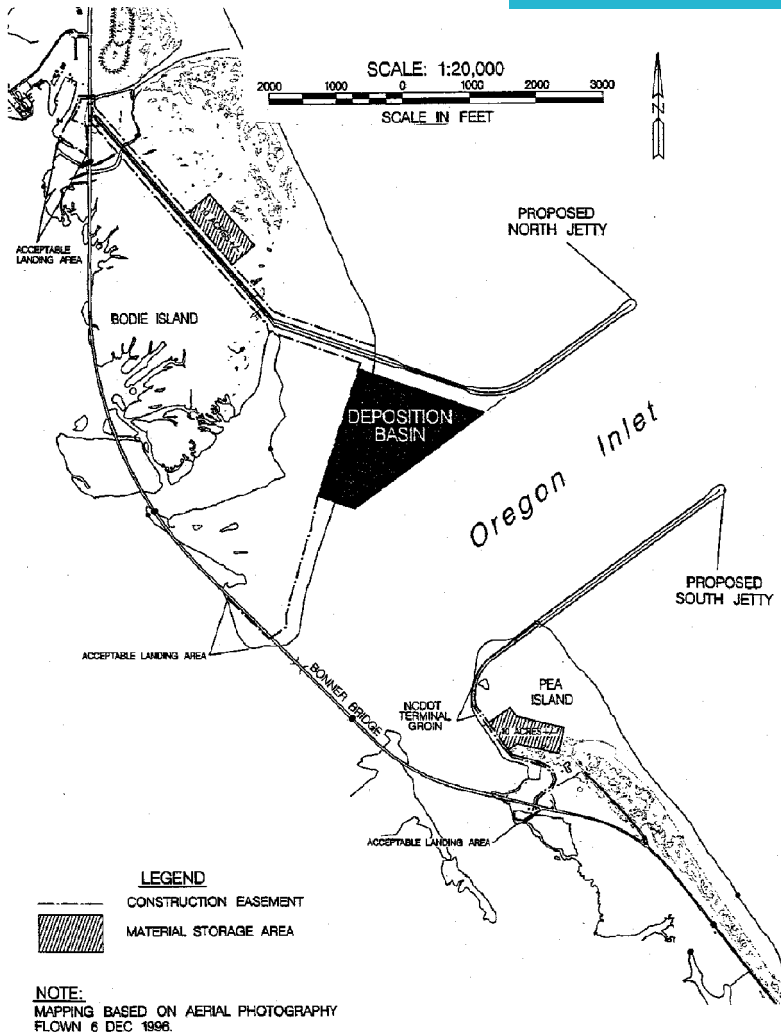 SCALE: 1:20,000
2000 1000 0 1000 2000 3000
SCALE IN FEET
N
PROPOSED
NORTH JETTY
ACCEPTABLE
LANDING AREA
BODIE ISLAND
DEPOSITION
BASIN
Oregon Inlet
PROPOSED
SOUTH JETTY
ACCEPTABLE LANDING AREA
BONNER BRIDGE
NCDOT
TERMINAL
GROIN
PEA
ISLAND
10 ACRES
ACCEPTABLE LANDING AREA
LEGEND
CONSTRUCTION EASEMENT
MATERIAL STORAGE AREA
NOTE:
MAPPING BASED ON AERIAL PHOTOGRAPHY
FLOWN 6 DEC 1996.